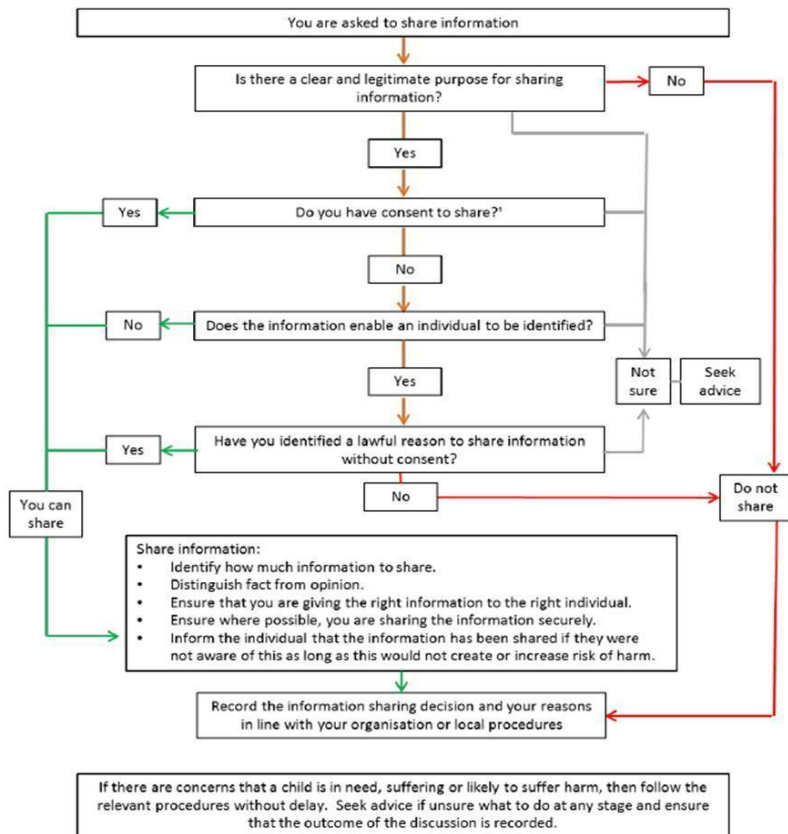 You are asked to share information
Is there a clear and legitimate purpose for sharing
information?
No
Yes
Yes
Do you have consent to share?¹
No
No
Does the information enable an individual to be identified?
Yes
Not
sure
Seek
advice
Yes
Have you identified a lawful reason to share information
without consent?
No
Do not
share
You can
share
Share information:
• Identify how much information to share.
• Distinguish fact from opinion.
• Ensure that you are giving the right information to the right individual.
• Ensure where possible, you are sharing the information securely.
• Inform the individual that the information has been shared if they were
not aware of this as long as this would not create or increase risk of harm.
Record the information sharing decision and your reasons
in line with your organisation or local procedures
If there are concerns that a child is in need, suffering or likely to suffer harm, then follow the
relevant procedures without delay. Seek advice if unsure what to do at any stage and ensure
that the outcome of the discussion is recorded.